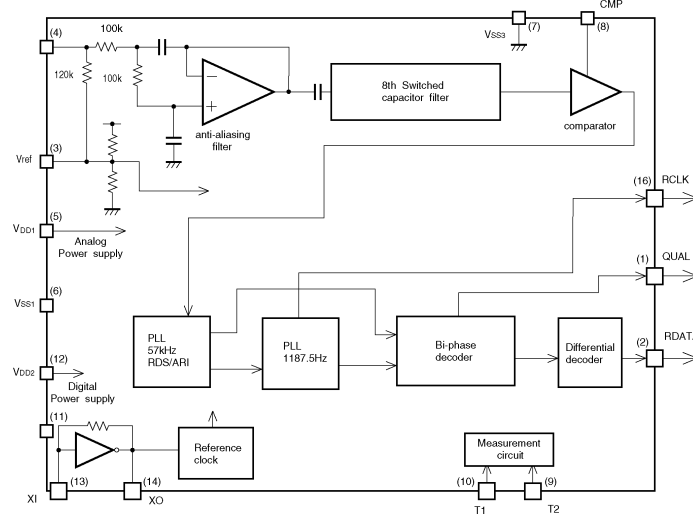 CMP
(4)
100k
(7)
(8)
VSS3
120k
100k
8th Switched
capacitor filter
anti-aliasing
filter
comparator
Vref
(3)
(16)
RCLK
(5)
VDD1
Analog
Power supply
(1)
QUAL
(6)
VSS1
PLL
57kHz
RDS/ARI
PLL
1187.5Hz
Bi-phase
decoder
Differential
decoder
(2)
RDATA
(12)
VDD2
Digital
Power supply
(11)
Reference
clock
Measurement
circuit
(13)
(14)
(10)
(9)
XI
XO
T1
T2